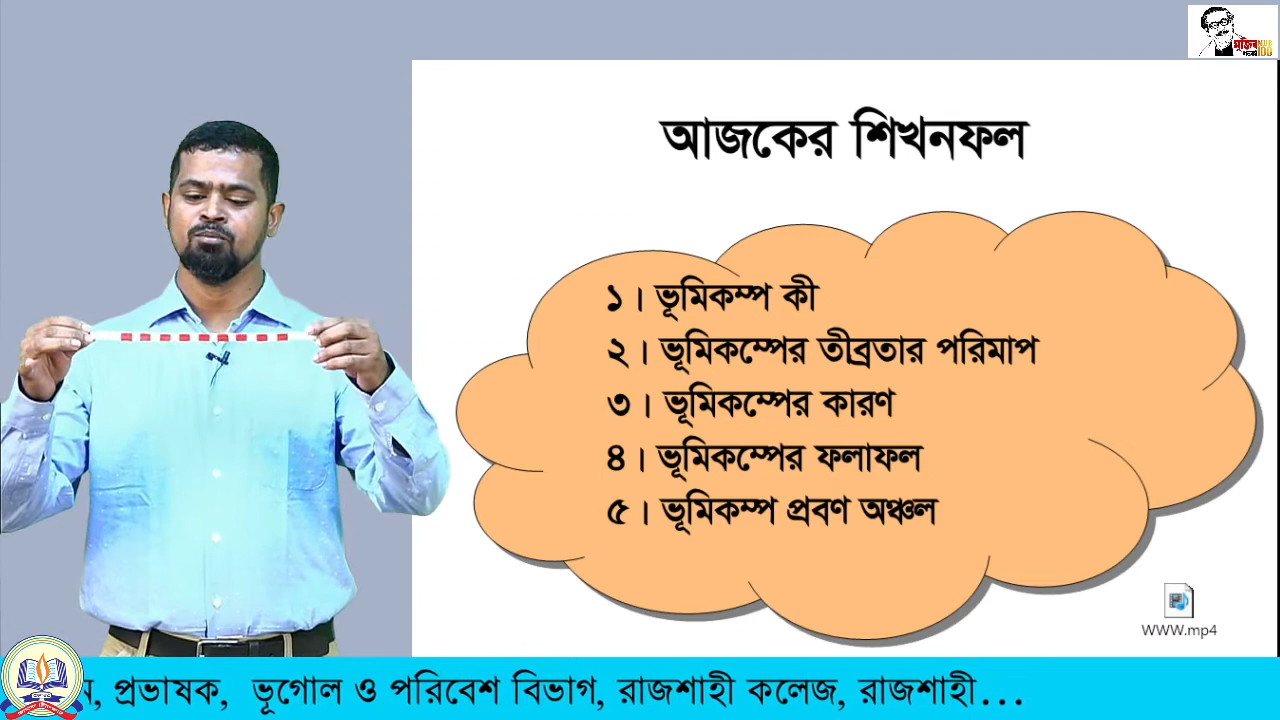 মুজিব
100
আজকের শিখনফল
১। ভূমিকম্প কী
২। ভূমিকম্পের তীব্রতার পরিমাপ
৩। ভূমিকম্পের কারণ
৪। ভূমিকম্পের ফলাফল
৫। ভূমিকম্প প্রবণ অঞ্চল
WWW.mp4
প্রভাষক, ভূগোল ও পরিবেশ বিভাগ, রাজশাহী কলেজ, রাজশাহী...